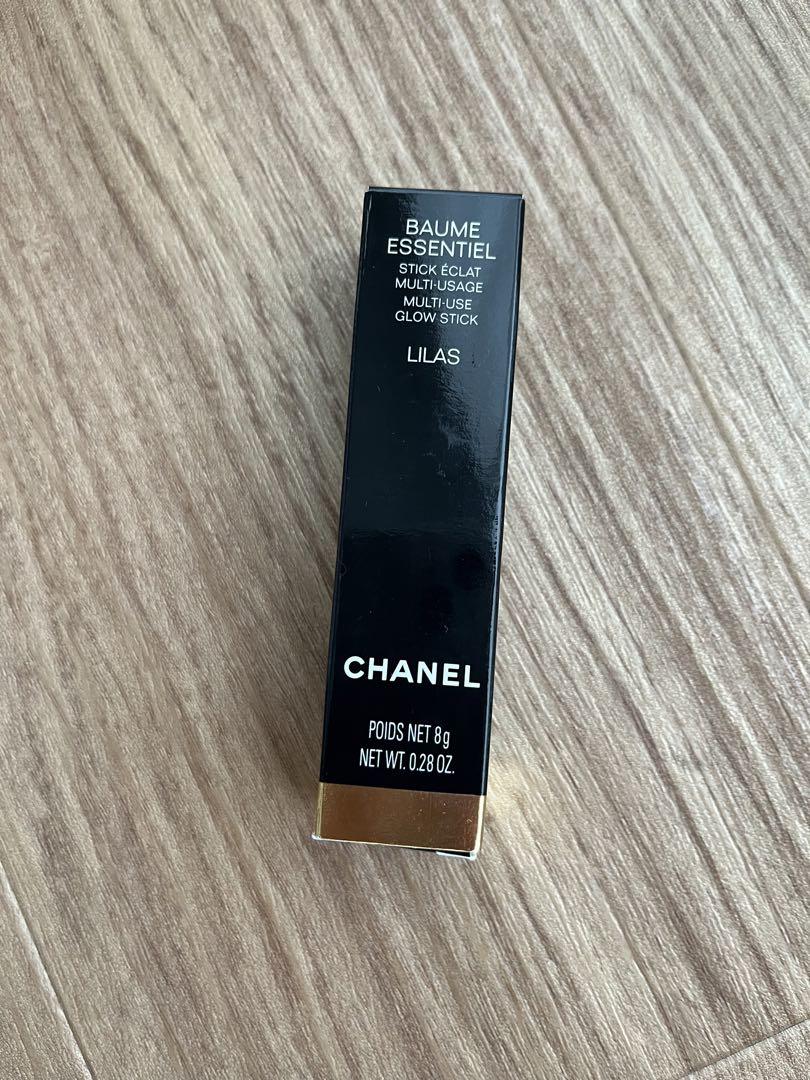 BAUME
ESSENTIEL
STICK ÉCLAT
MULTI-USAGE
MULTI-USE
GLOW STICK
LILAS
CHANEL
POIDS NET 8g
NET WT. 0.28 OZ.